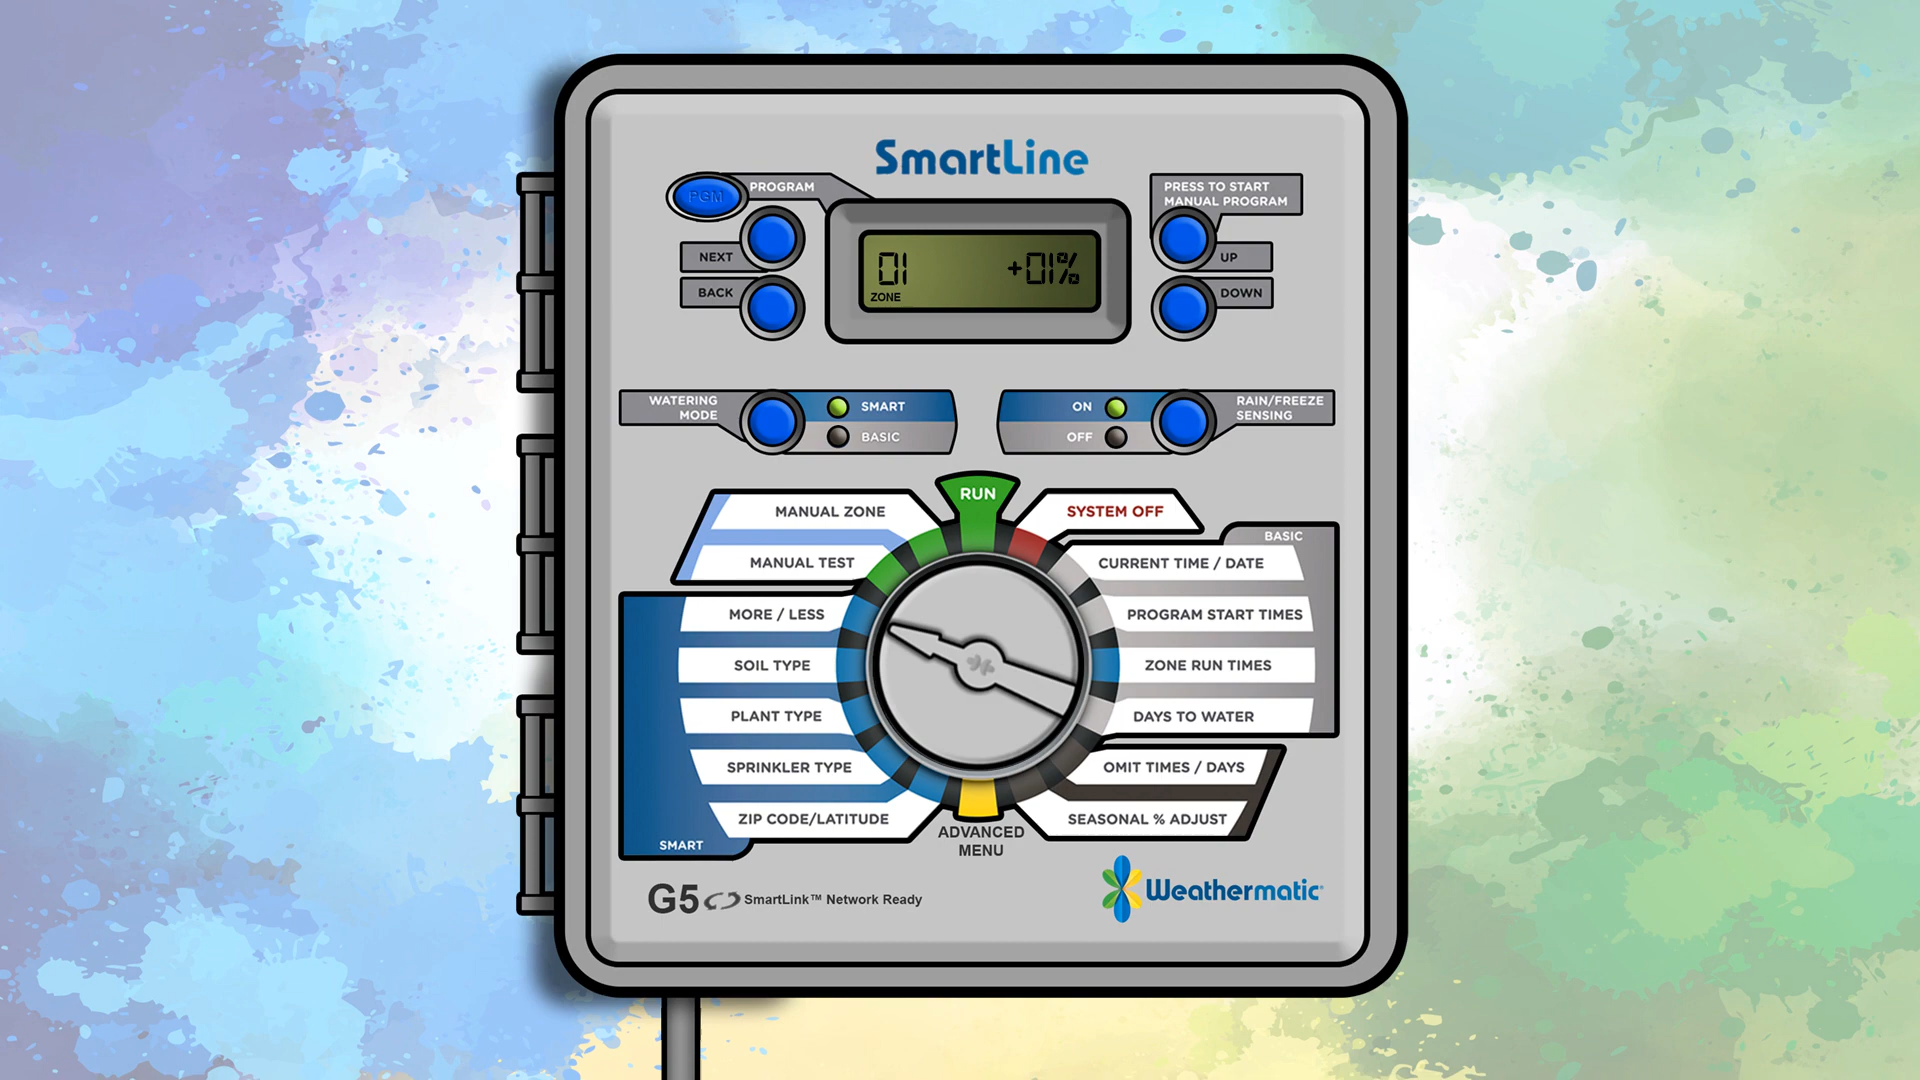 SmartLine
PGM
PROGRAM
NEXT
BACK
01
+01%
ZONE
PRESS TO START
MANUAL PROGRAM
UP
DOWN
WATERING
MODE
SMART
BASIC
ON
OFF
RAIN/FREEZE
SENSING
RUN
MANUAL ZONE
MANUAL TEST
MORE / LESS
SOIL TYPE
PLANT TYPE
SPRINKLER TYPE
ZIP CODE/LATITUDE
SMART
SYSTEM OFF
BASIC
CURRENT TIME / DATE
PROGRAM START TIMES
ZONE RUN TIMES
DAYS TO WATER
OMIT TIMES / DAYS
SEASONAL % ADJUST
ADVANCED
MENU
G5 SmartLink™ Network Ready
Weathermatic